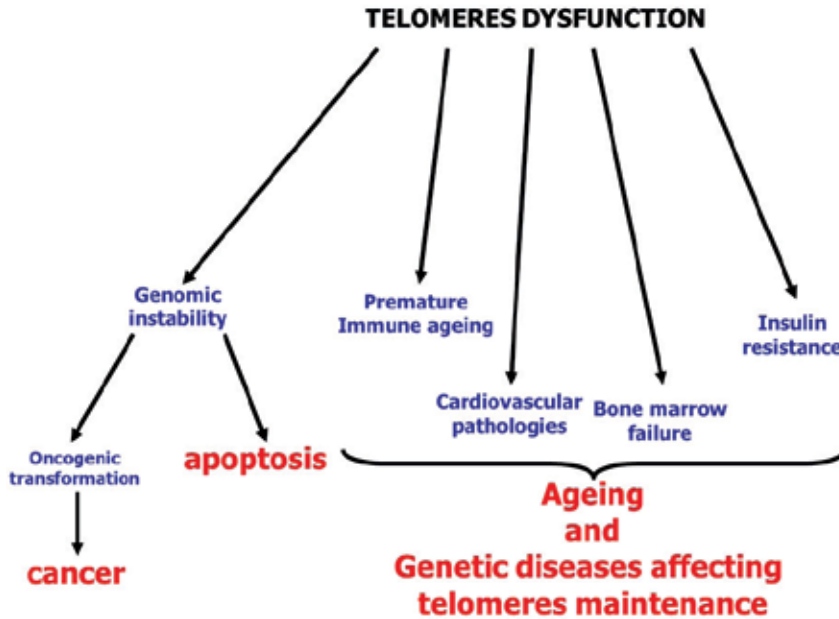 TELOMERES DYSFUNCTION
Genomic
instability
Premature
Immune ageing
Insulin
resistance
Cardiovascular
pathologies
Bone marrow
failure
Oncogenic
transformation
apoptosis
cancer
Ageing
and
Genetic diseases affecting
telomeres maintenance